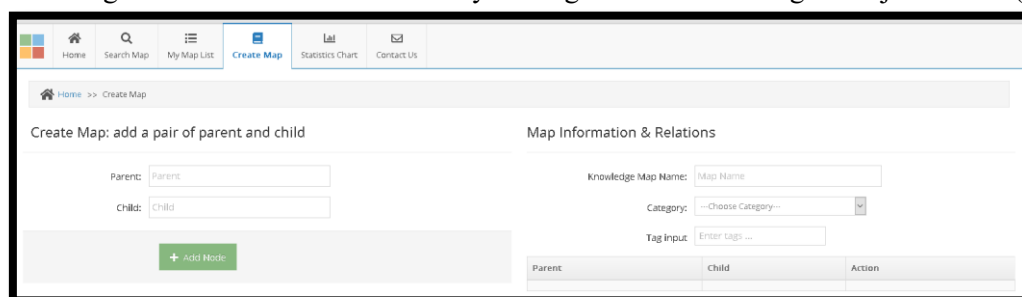 Home Search Map My Map List Create Map Statistics Chart Contact Us
Home >> Create Map
Create Map: add a pair of parent and child
Parent: Parent
Child: Child
+ Add Node
Map Information & Relations
Knowledge Map Name: Map Name
Category: ---Choose Category---
Tag input Enter tags ...
Parent Child Action